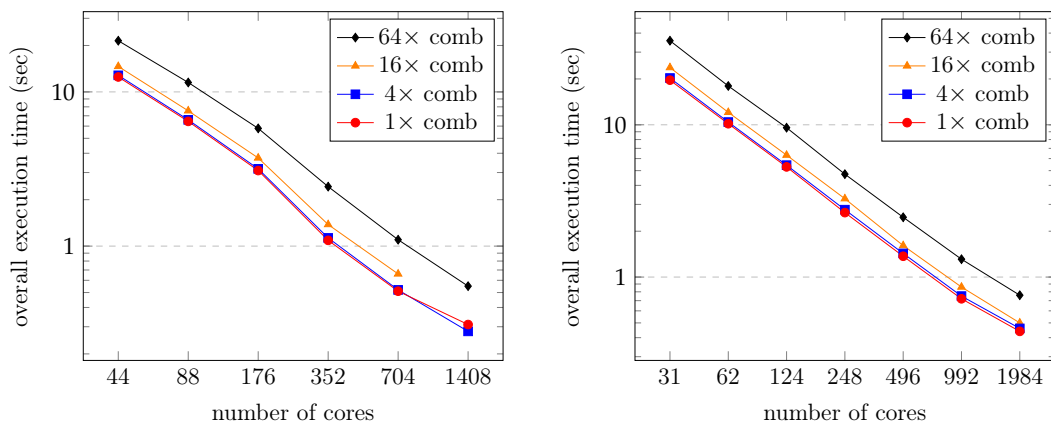 64× comb
16× comb
4× comb
1× comb
10
1
overall execution time (sec)
44 88 176 352 704 1408
number of cores
64× comb
16× comb
4× comb
1× comb
10
1
overall execution time (sec)
31 62 124 248 496 992 1984
number of cores